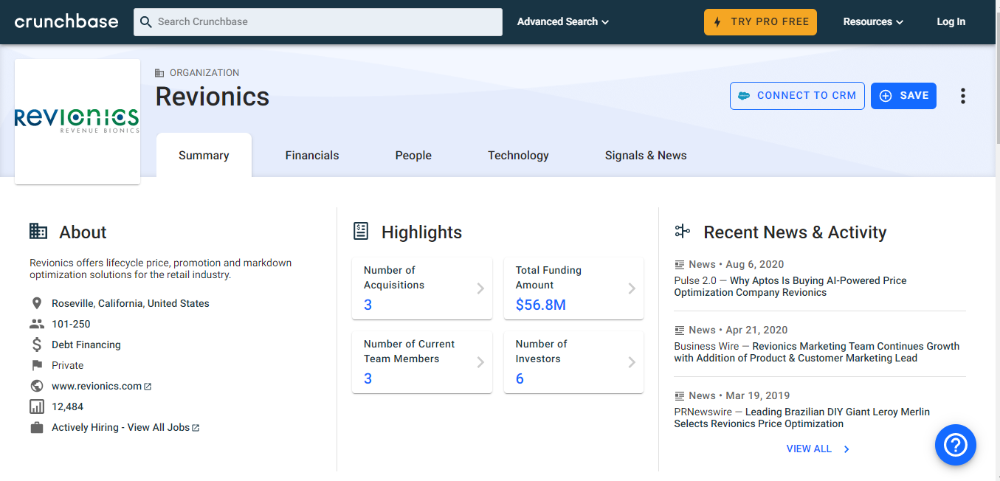 crunchbase
Search Crunchbase
Advanced Search
TRY PRO FREE
Resources
Log In
REVIONICS
REVENUE BIONICS
ORGANIZATION
Revionics
CONNECT TO CRM
SAVE
Summary
Financials
People
Technology
Signals & News
About
Revionics offers lifecycle price, promotion and markdown
optimization solutions for the retail industry.
Roseville, California, United States
101-250
Debt Financing
Private
www.revionics.com
12,484
Actively Hiring - View All Jobs
Highlights
Number of
Acquisitions
3
Total Funding
Amount
$56.8M
Number of Current
Team Members
3
Number of
Investors
6
Recent News & Activity
News • Aug 6, 2020
Pulse 2.0 — Why Aptos Is Buying AI-Powered Price
Optimization Company Revionics
News • Apr 21, 2020
Business Wire — Revionics Marketing Team Continues Growth
with Addition of Product & Customer Marketing Lead
News • Mar 19, 2019
PRNewswire — Leading Brazilian DIY Giant Leroy Merlin
Selects Revionics Price Optimization
VIEW ALL